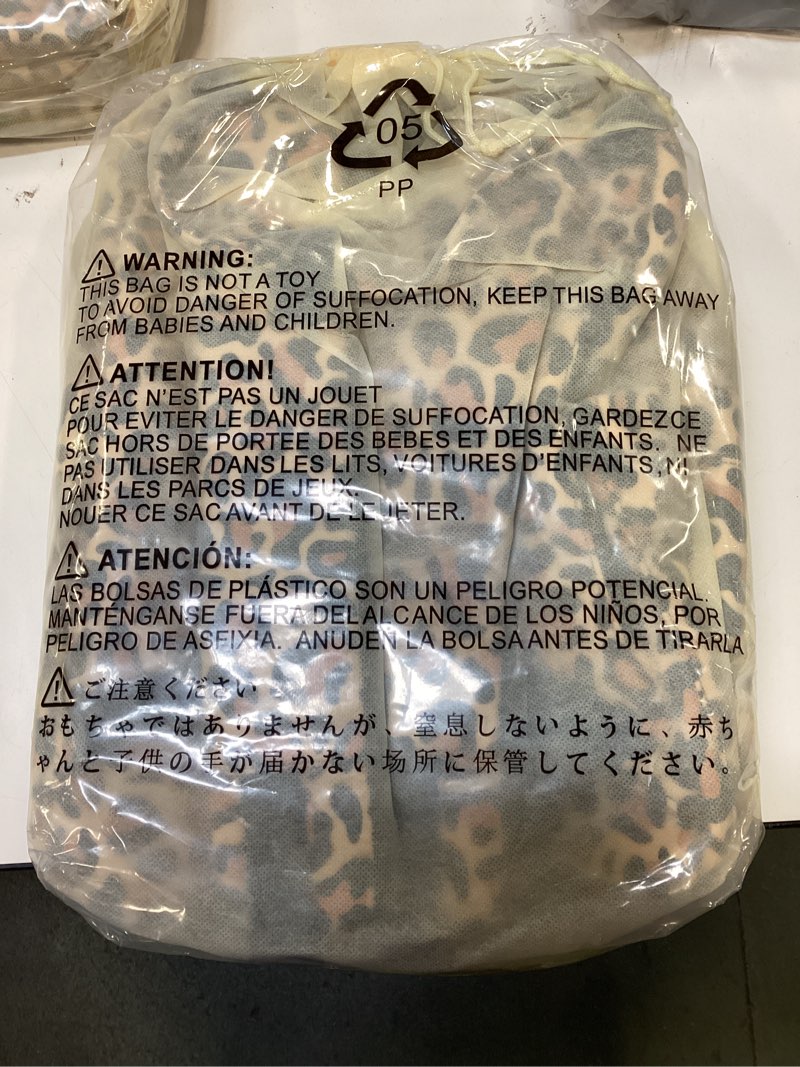 05
PP
WARNING:
THIS BAG IS NOT A TOY
TO AVOID DANGER OF SUFFOCATION, KEEP THIS BAG AWAY
FROM BABIES AND CHILDREN.
ATTENTION!
CE SAC N'EST PAS UN JOUET
POUR EVITER LE DANGER DE SUFFOCATION, GARDEZ CE
SAC HORS DE PORTEE DES BEBES ET DES ENFANTS. NE
PAS UTILISER DANS LES LITS, VOITURES D'ENFANTS, NI
DANS LES PARCS DE JEUX.
NOUER CE SAC AVANT DE LE JETER.
ATENCIÓN:
LAS BOLSAS DE PLÁSTICO SON UN PELIGRO POTENCIAL.
MANTÉNGANSE FUERA DEL ALCANCE DE LOS NIÑOS, POR
PELIGRO DE ASFIXIA. ANUDEN LA BOLSA ANTES DE TIRARLA
ご注意ください
おもちゃではありませんが、窒息しないように、赤ち
ゃんと子供の手が届かない場所に保管してください。